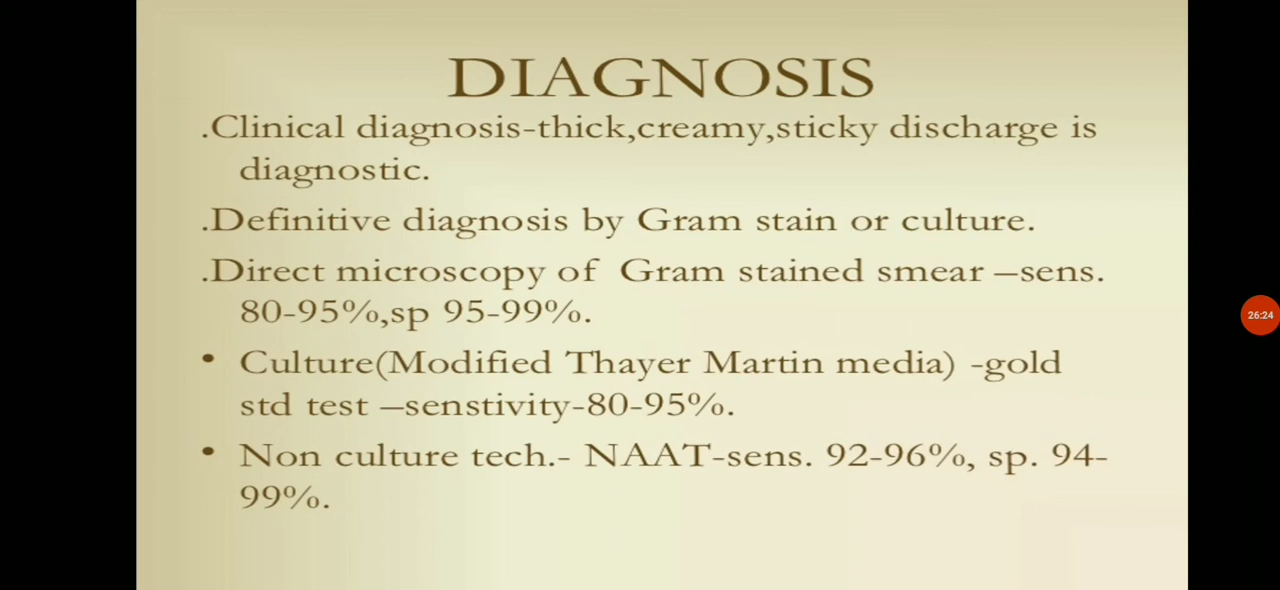 DIAGNOSIS
.Clinical diagnosis-thick,creamy,sticky discharge is
diagnostic.
.Definitive diagnosis by Gram stain or culture.
.Direct microscopy of Gram stained smear –sens.
80-95%,sp 95-99%.
• Culture(Modified Thayer Martin media) -gold
std test –senstivity-80-95%.
• Non culture tech.- NAAT-sens. 92-96%, sp. 94-
99%.
26:24